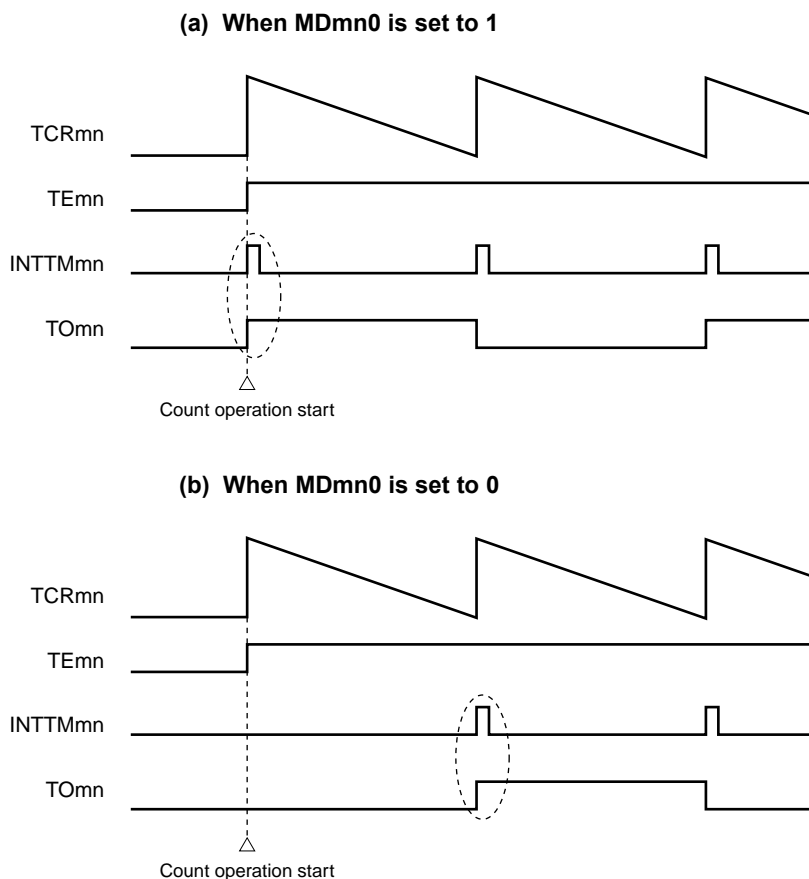 (a) When MDmn0 is set to 1
TCRmn
TEmn
INTTMmn
TOmn
Count operation start
(b) When MDmn0 is set to 0
TCRmn
TEmn
INTTMmn
TOmn
Count operation start